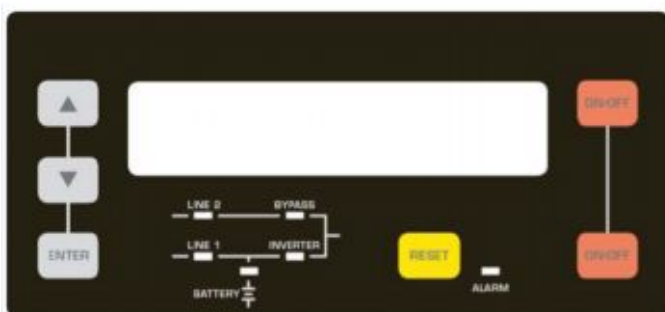 ON-OFF
LINE 2 BYPASS
LINE 1 INVERTER
ENTER RESET ON-OFF
BATTERY ALARM